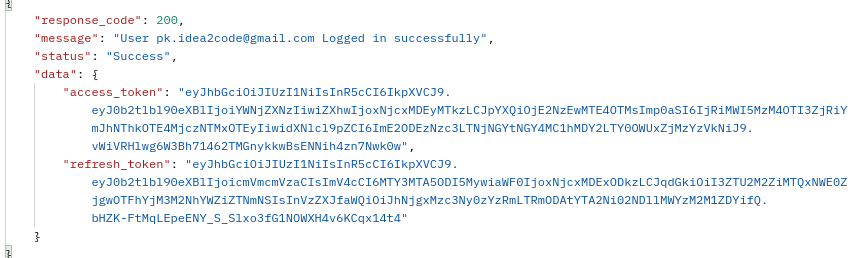 {
"response_code": 200,
"message": "User pk.idea2code@gmail.com Logged in successfully",
"status": "Success",
"data": {
"access_token": "eyJhbGciOiJIUzI1NiIsInR5cCI6IkpXVCJ9.
eyJ0b2tlbl90eXBlIjoiYWNjZXNzIiwiZXhwIjoxNjcxMDEyMTkzLCJpYXQiOjE2NzEwMTE4OTMsImp0aSI6IjRiMWI5MzM4OTI3ZjRiY
mJhNThkOTE4MjczNTMxOTEyIiwidXNlcl9pZCI6ImE2ODEzNzc3LTNjNGYtNGY4MC1hMDY2LTY0OWUxZjMzYzVkNiJ9.
vWiVRHlwg6W3Bh71462TMGnykkwBsENNih4zn7Nwk0w",
"refresh_token": "eyJhbGciOiJIUzI1NiIsInR5cCI6IkpXVCJ9.
eyJ0b2tlbl90eXBlIjoicmVmcmVzaCIsImV4cCI6MTY3MTA5ODI5MywiaWF0IjoxNjcxMDExODkzLCJqdGkiOiI3ZTU2M2ZiMTQxNWE0Z
jgwOTFhYjM3M2NhYWZiZTNmNSIsInVzZXJfaWQiOiJhNjgxMzc3Ny0zYzRmLTRmODAtYTA2Ni02NDllMWYzM2M1ZDYifQ.
bHZK-FtMqLEpeENY_S_Slxo3fG1NOWXH4v6KCqx14t4"
}
}